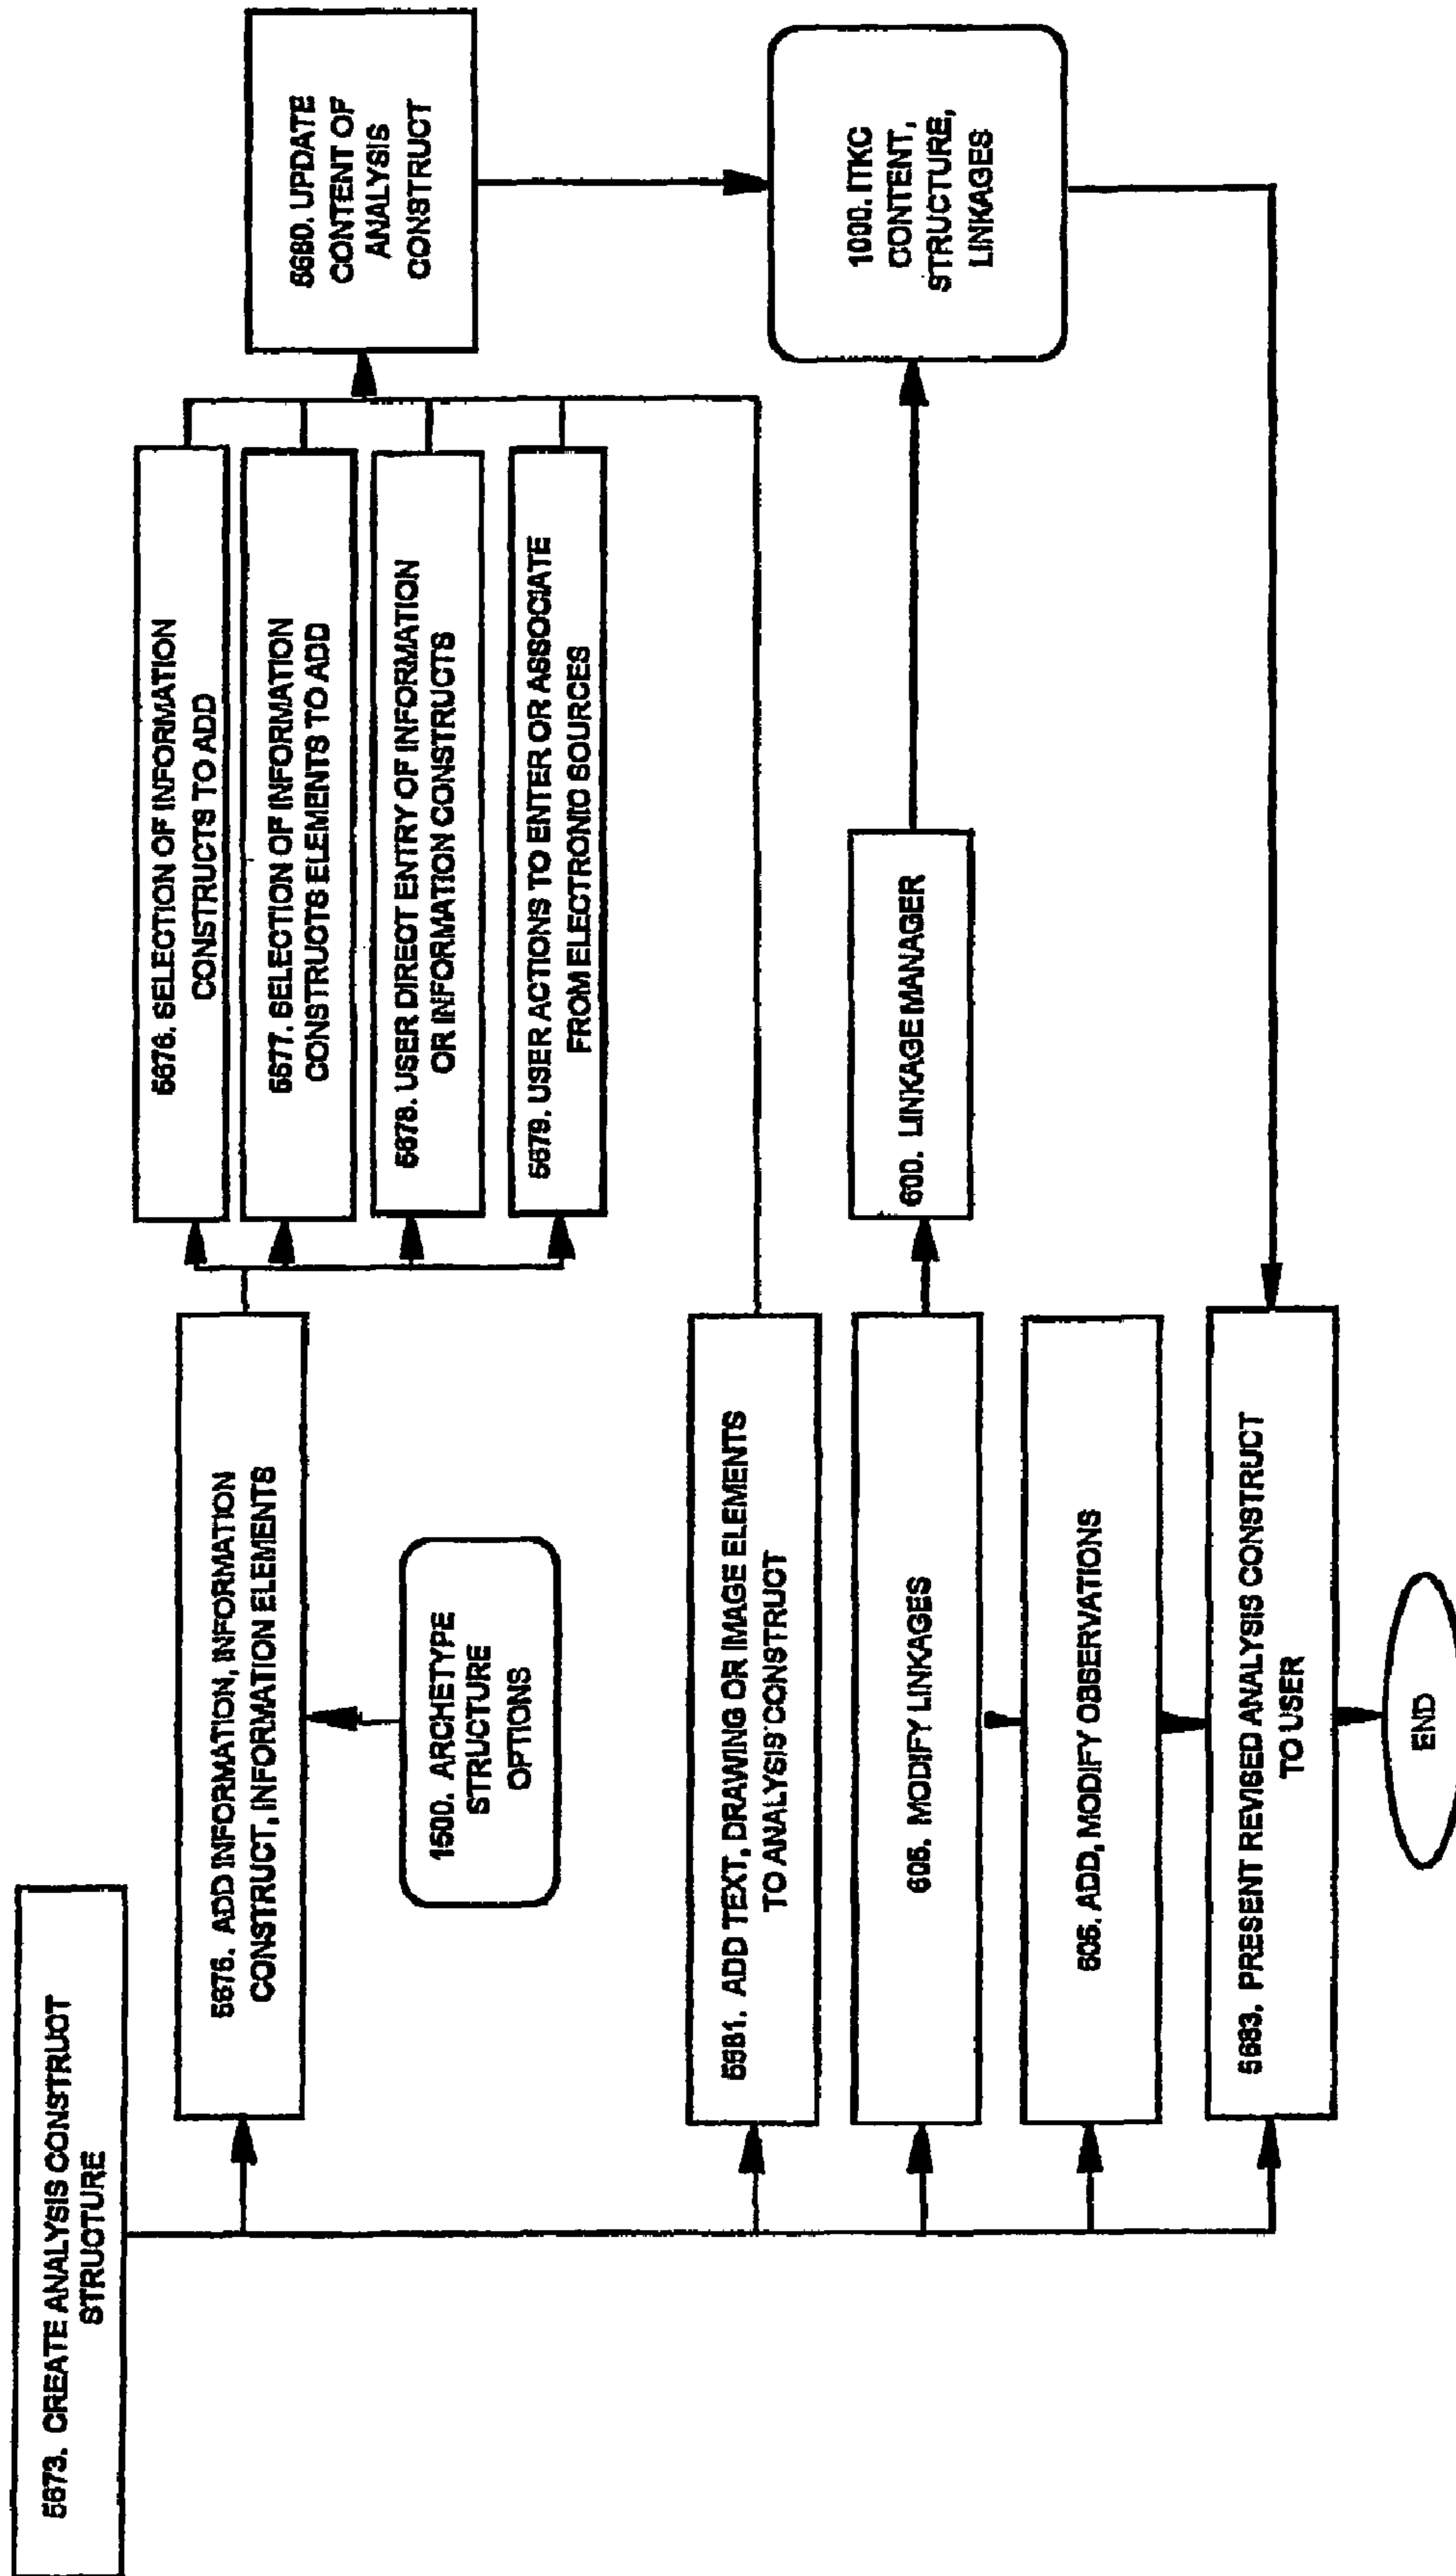 5673. CREATE ANALYSIS CONSTRUCT
STRUCTURE
5675. ADD INFORMATION, INFORMATION
CONSTRUCT, INFORMATION ELEMENTS
1500. ARCHETYPE
STRUCTURE
OPTIONS
5676. SELECTION OF INFORMATION
CONSTRUCTS TO ADD
5677. SELECTION OF INFORMATION
CONSTRUCTS ELEMENTS TO ADD
5678. USER DIRECT ENTRY OF INFORMATION
OR INFORMATION CONSTRUCTS
5679. USER ACTIONS TO ENTER OR ASSOCIATE
FROM ELECTRONIC SOURCES
5680. UPDATE
CONTENT OF
ANALYSIS
CONSTRUCT
5681. ADD TEXT, DRAWING OR IMAGE ELEMENTS
TO ANALYSIS CONSTRUCT
605. MODIFY LINKAGES
600. LINKAGE MANAGER
1000. ITKC
CONTENT,
STRUCTURE,
LINKAGES
605. ADD, MODIFY OBSERVATIONS
5683. PRESENT REVISED ANALYSIS CONSTRUCT
TO USER
END